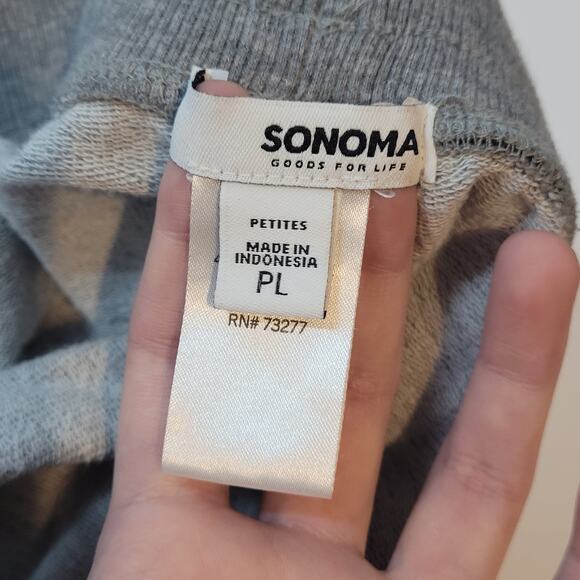 SONOMA
GOODS FOR LIFE
PETITES
MADE IN
INDONESIA
PL
RN# 73277